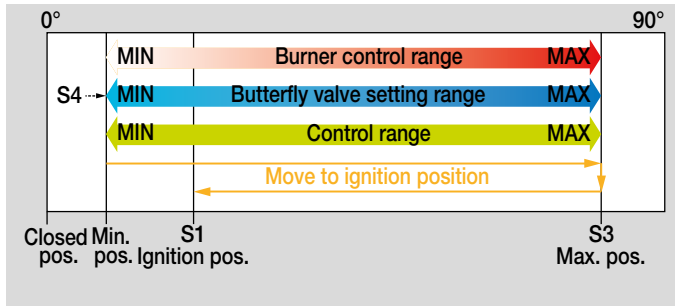 0° 90°
MIN Burner control range MAX
S4 MIN Butterfly valve setting range MAX
MIN Control range MAX
Move to ignition position
Closed Min. S1 S3
pos. pos. Ignition pos. Max. pos.